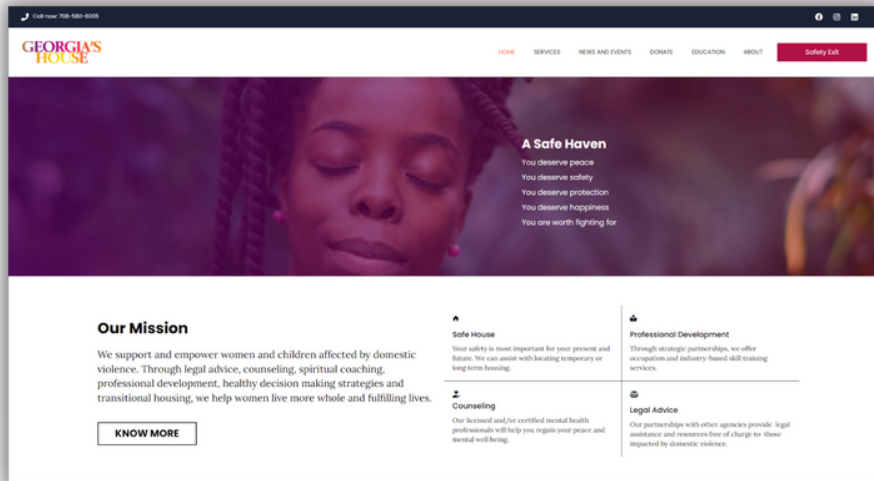 Call now: 708-580-6005
GEORGIA'S
HOUSE
HOME SERVICES NEWS AND EVENTS DONATE EDUCATION ABOUT Safety Exit
A Safe Haven
You deserve peace
You deserve safety
You deserve protection
You deserve happiness
You are worth fighting for
Our Mission
We support and empower women and children affected by domestic
violence. Through legal advice, counseling, spiritual coaching,
professional development, healthy decision making strategies and
transitional housing, we help women live more whole and fulfilling lives.
KNOW MORE
Safe House
Your safety is most important for your present and
future. We can assist with locating temporary or
long term housing.
Professional Development
Through strategic partnerships, we offer
occupation and industry-based skill training
services.
Counseling
Our licensed and/or certified mental health
professionals will help you regain your peace and
mental well being.
Legal Advice
Our partnerships with other agencies provide legal
assistance and resources free of charge to those
impacted by domestic violence.